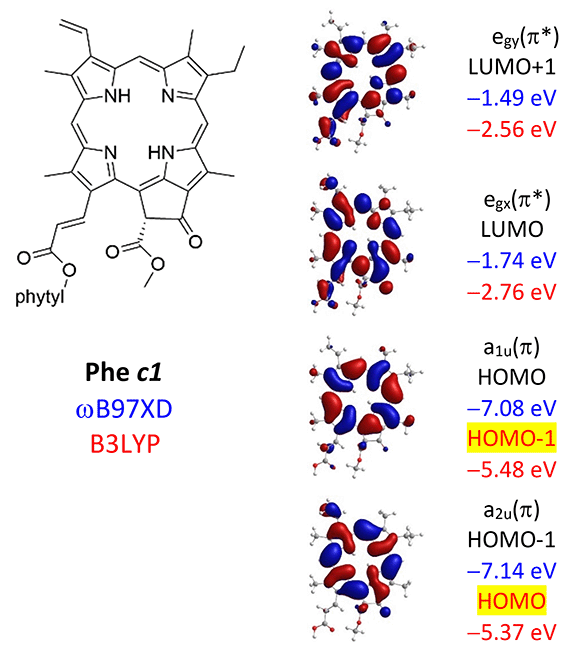 NH
N
N
HN
O
O
phytyl
O
O
O
Phe c1
ωB97XD
B3LYP
egy(π*)
LUMO+1
−1.49 eV
−2.56 eV
egx(π*)
LUMO
−1.74 eV
−2.76 eV
a1u(π)
HOMO
−7.08 eV
HOMO-1
−5.48 eV
a2u(π)
HOMO-1
−7.14 eV
HOMO
−5.37 eV